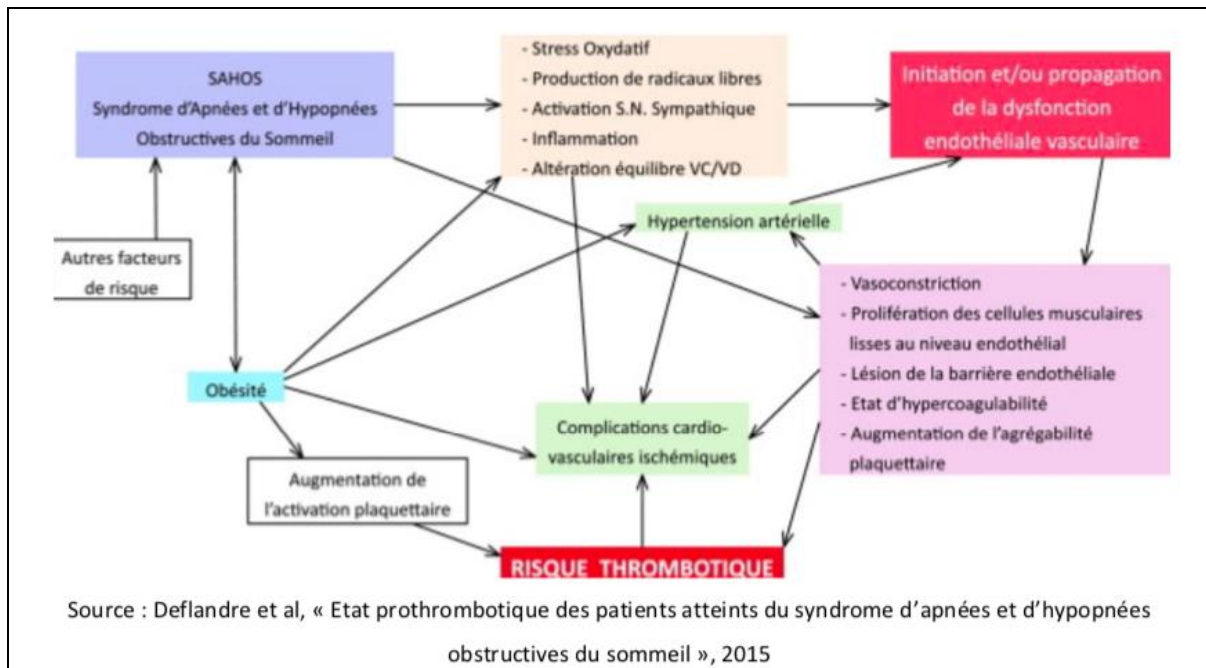 SAHOS
Syndrome d’Apnées et d’Hypopnées
Obstructives du Sommeil
- Stress Oxydatif
- Production de radicaux libres
- Activation S.N. Sympathique
- Inflammation
- Altération équilibre VC/VD
Initiation et/ou propagation
de la dysfonction
endothéliale vasculaire
Hypertension artérielle
Autres facteurs
de risque
- Vasoconstriction
- Prolifération des cellules musculaires
lisses au niveau endothélial
- Lésion de la barrière endothéliale
- Etat d’hypercoagulabilité
- Augmentation de l’agrégabilité
plaquettaire
Obésité
Complications cardio-
vasculaires ischémiques
Augmentation de
l’activation plaquettaire
RISQUE THROMBOTIQUE
Source : Deflandre et al, « Etat prothrombotique des patients atteints du syndrome d’apnées et d’hypopnées
obstructives du sommeil », 2015